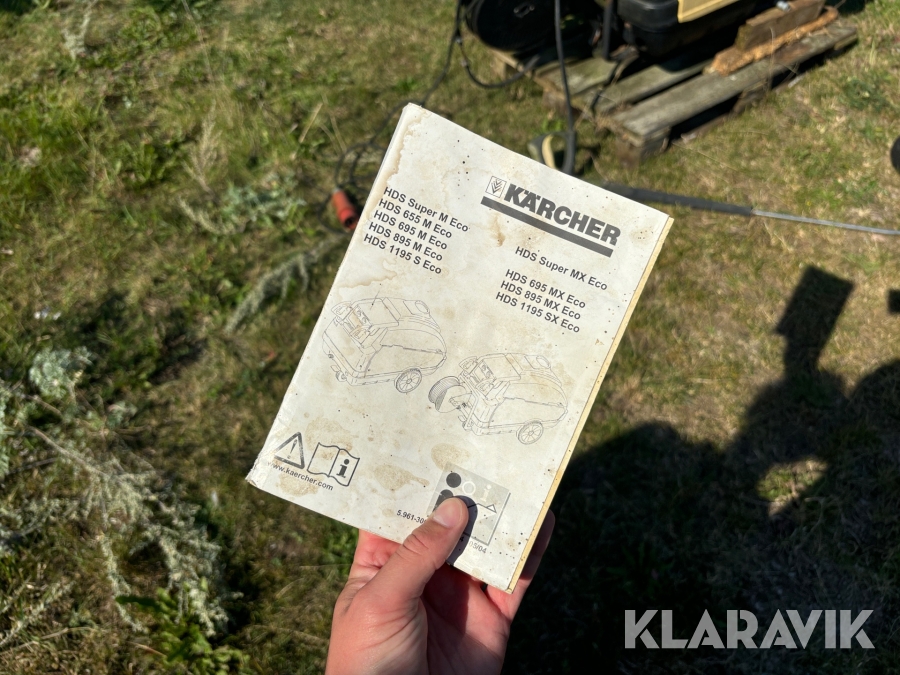 KÄRCHER
HDS Super M Eco
HDS 655 M Eco
HDS 695 M Eco
HDS 895 M Eco
HDS 1195 S Eco
HDS Super MX Eco
HDS 695 MX Eco
HDS 895 MX Eco
HDS 1195 SX Eco
www.kaercher.com
KLARAVIK